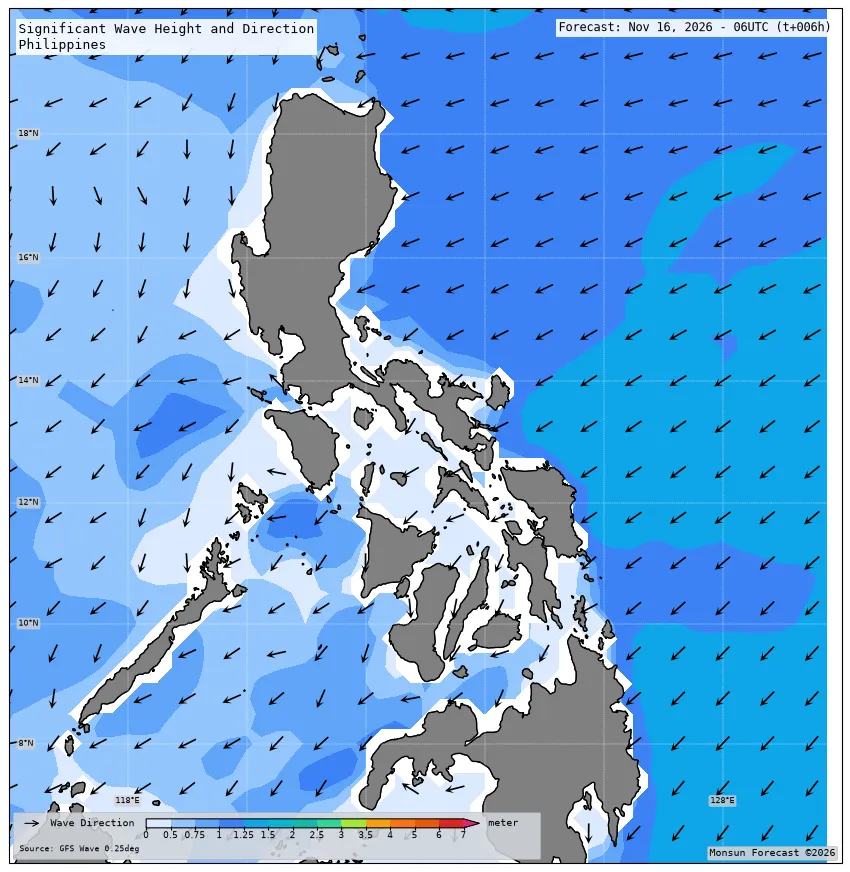 Significant Wave Height and Direction
Philippines
Forecast: Nov 16, 2026 - 06UTC (t+006h)
18°N
16°N
14°N
12°N
10°N
8°N
118°E
128°E
Wave Direction
0 0.5 0.75 1 1.25 1.5 2 2.5 3 3.5 4 5 6 7
meter
Source: GFS Wave 0.25deg
Monsun Forecast ©2026